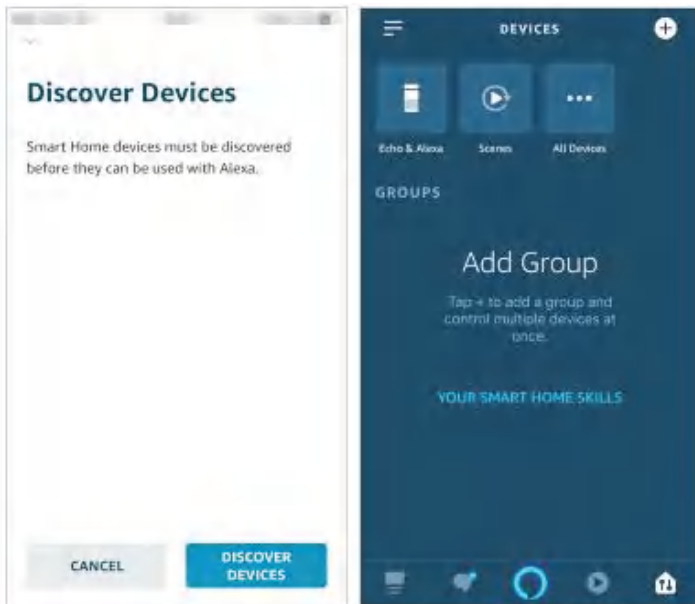 Discover Devices
Smart Home devices must be discovered
before they can be used with Alexa.
CANCEL
DISCOVER
DEVICES
DEVICES
Echo & Alexa
Scenes
All Devices
GROUPS
Add Group
Tap + to add a group and
control multiple devices at
once.
YOUR SMART HOME SKILLS